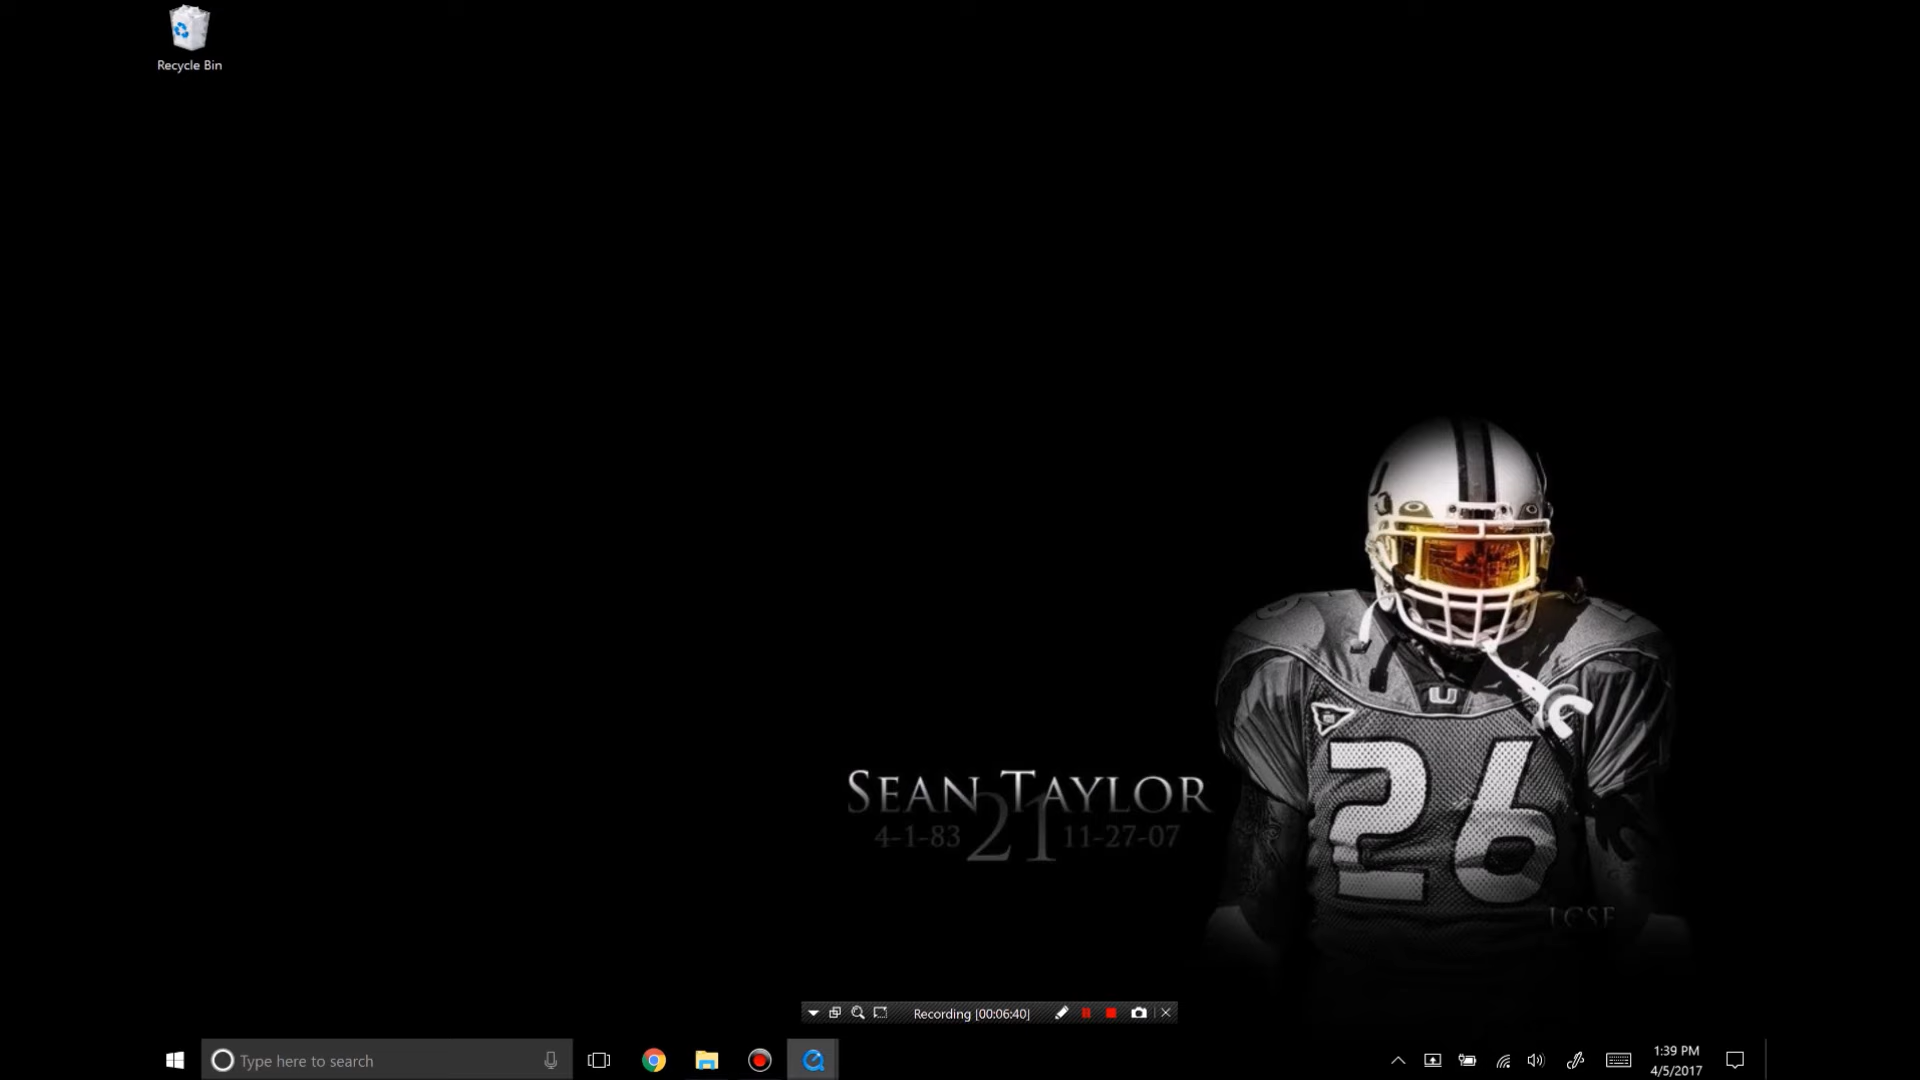 Recycle Bin
U
SEAN TAYLOR
4-1-83 21 11-27-07
26
Recording [00:06:40]
Type here to search
1:39 PM
4/5/2017